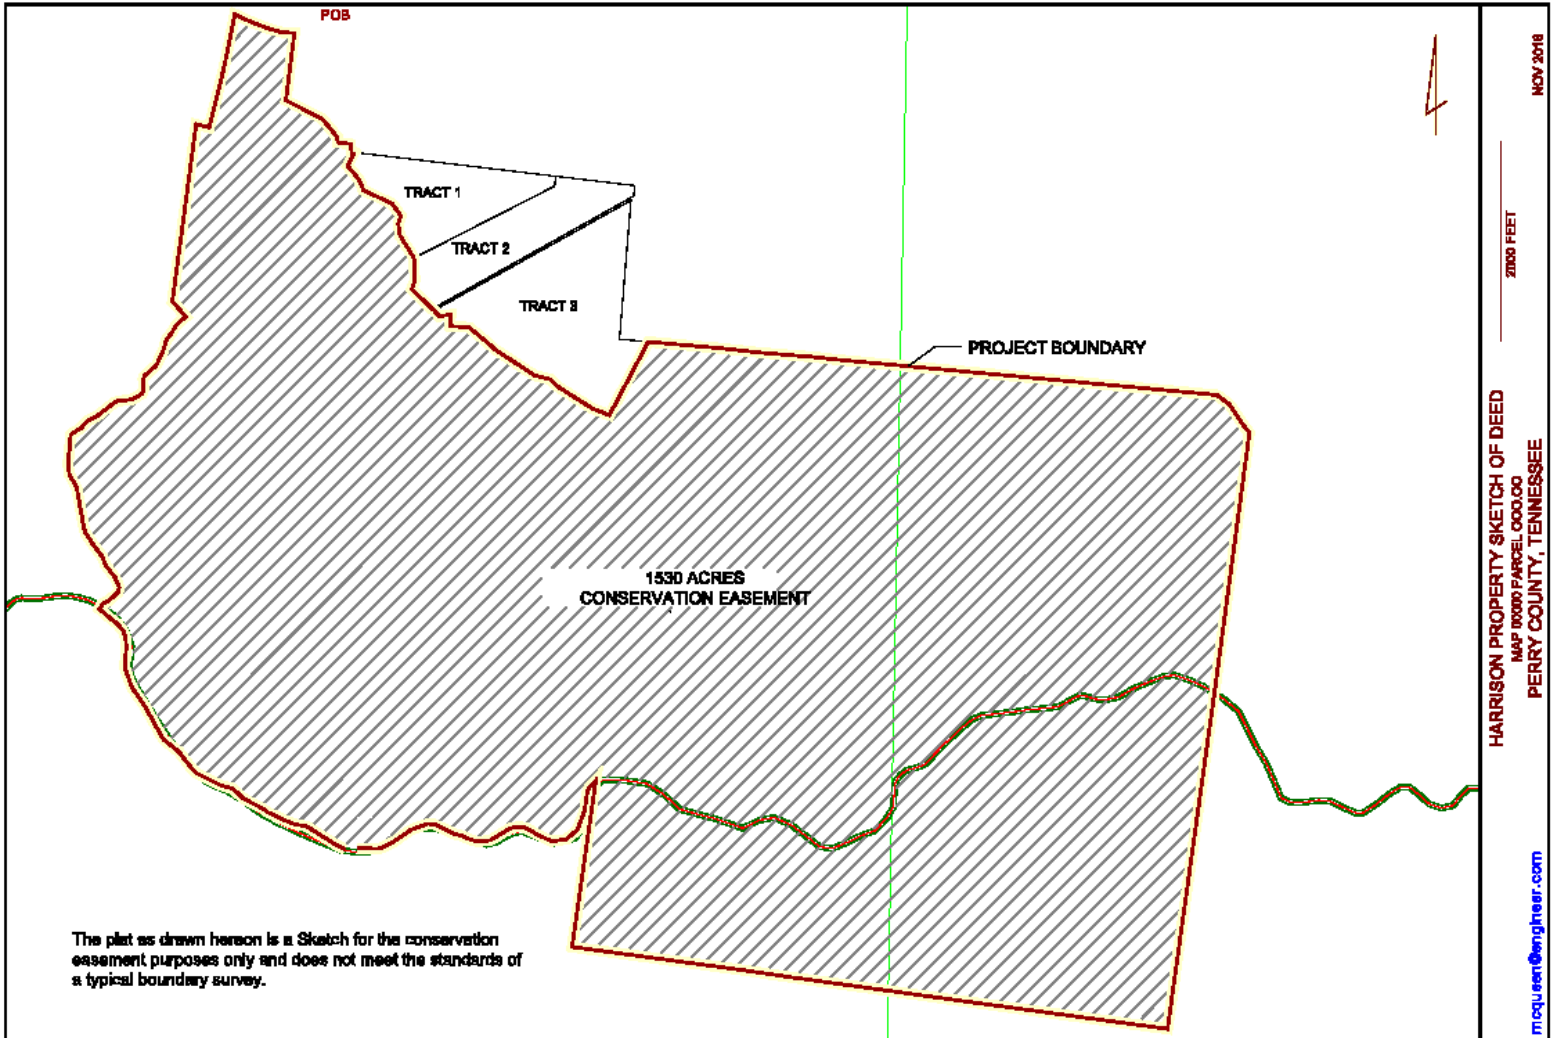 POB
TRACT 1
TRACT 2
TRACT 3
PROJECT BOUNDARY
1530 ACRES
CONSERVATION EASEMENT
The plat as drawn hereon is a Sketch for the conservation
easement purposes only and does not meet the standards of
a typical boundary survey.
NOV 2018
2000 FEET
HARRISON PROPERTY SKETCH OF DEED
MAP PARCEL
PERRY COUNTY, TENNESSEE
mcqueen@engineer.com